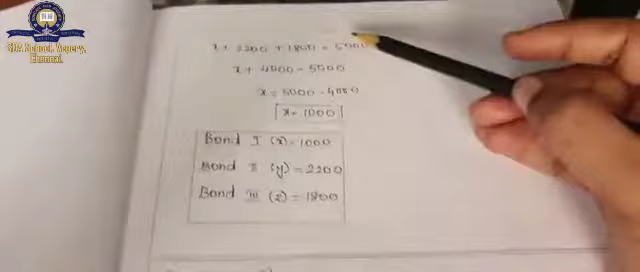 SDA School, Vepery,
Chennai.
x + 2200 + 1800 = 5000
x + 4000 = 5000
x = 5000 - 4000
x = 1000
Bond I (x) = 1000
Bond II (y) = 2200
Bond III (z) = 1800